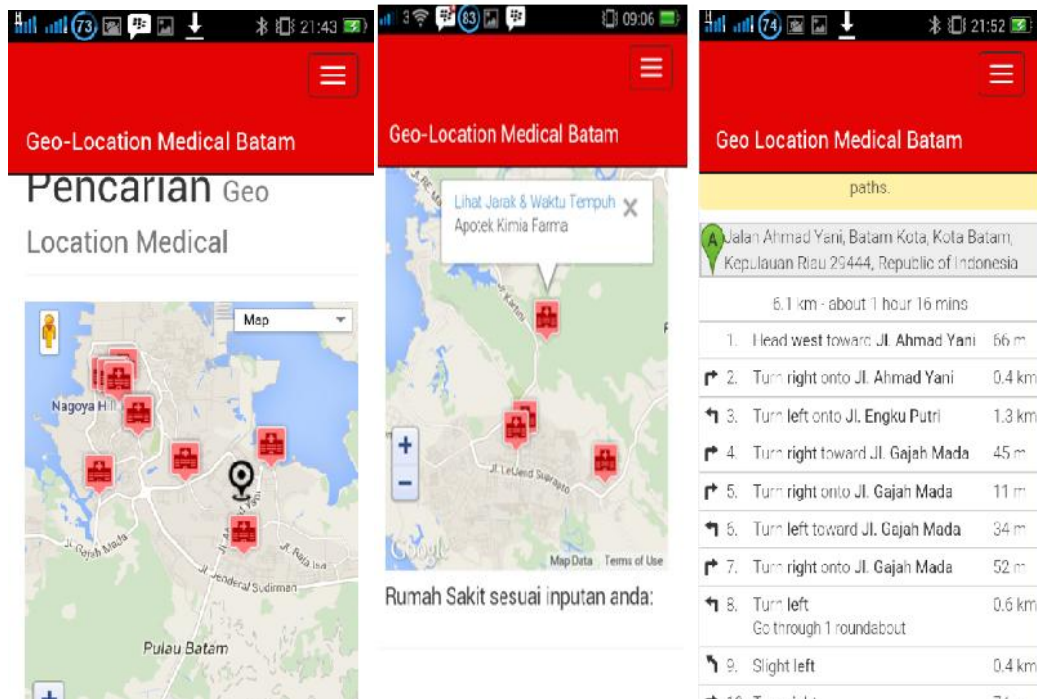 73
21:43
Geo-Location Medical Batam
Pencarian Geo
Location Medical
Map
Nagoya Hill
Jl. Gajah Mada
Jl. Jenderal Sudirman
Pulau Batam
+
3
83
09:06
Geo-Location Medical Batam
Lihat Jarak & Waktu Tempuh
Apotek Kimia Farma
+
−
Google
Map Data Terms of Use
Rumah Sakit sesuai inputan anda:
H
74
21:52
Geo Location Medical Batam
paths.
A
Jalan Ahmad Yani, Batam Kota, Kota Batam,
Kepulauan Riau 29444, Republic of Indonesia
6.1 km - about 1 hour 16 mins
1. Head west toward Jl. Ahmad Yani 66 m
2. Turn right onto Jl. Ahmad Yani 0.4 km
3. Turn left onto Jl. Engku Putri 1.3 km
4. Turn right toward Jl. Gajah Mada 45 m
5. Turn right onto Jl. Gajah Mada 11 m
6. Turn left toward Jl. Gajah Mada 34 m
7. Turn right onto Jl. Gajah Mada 52 m
8. Turn left 0.6 km
Go through 1 roundabout
9. Slight left 0.4 km